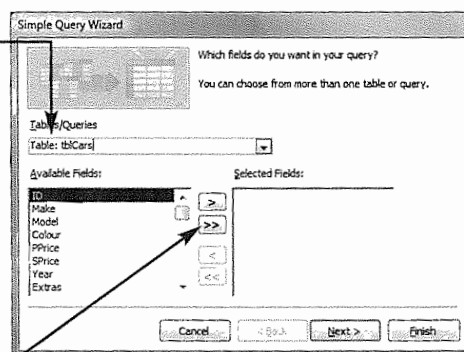 Simple Query Wizard
Which fields do you want in your query?
You can choose from more than one table or query.
Tables/Queries
Table: tblCars
Available Fields:
Selected Fields:
ID
Make
Model
Colour
PPrice
SPrice
Year
Extras
>
>>
<
<<
Cancel
< Back
Next >
Finish